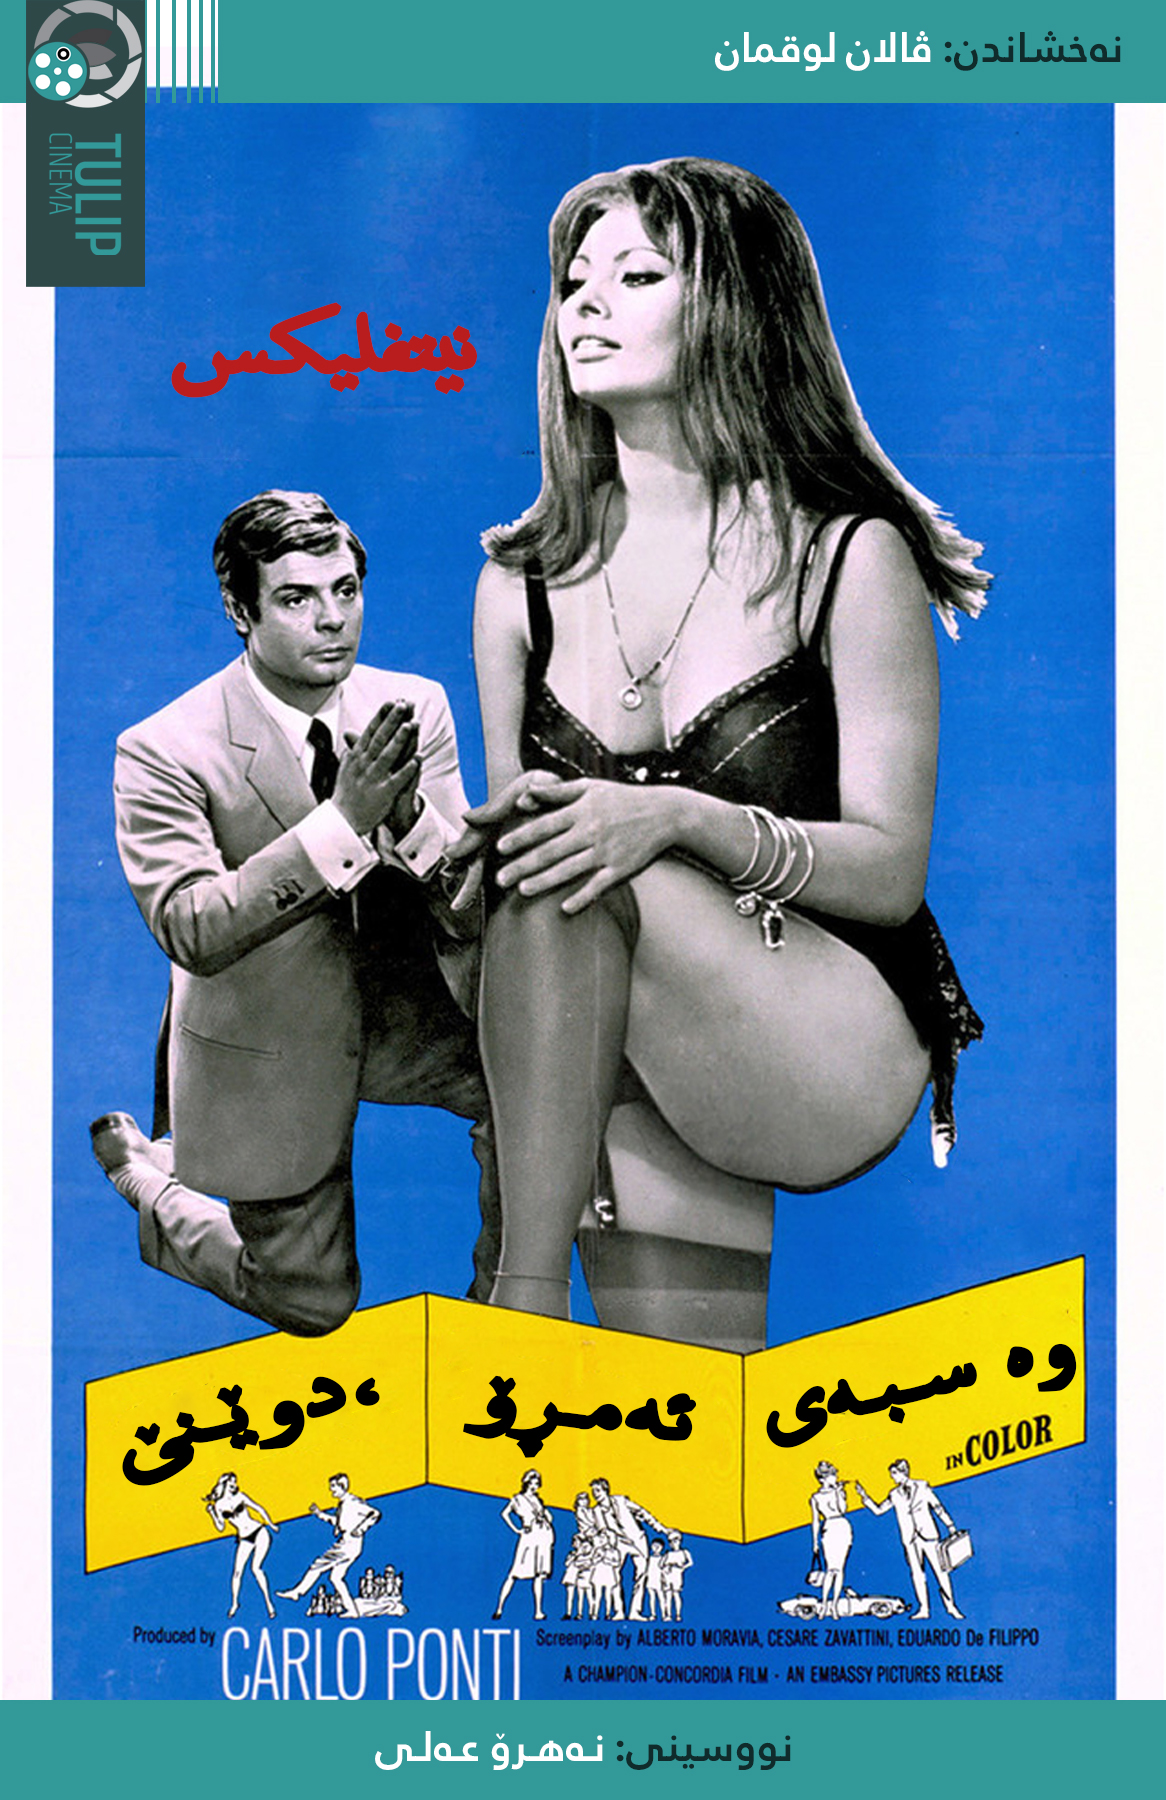 نەخشاندن: ڤالان لوقمان
TULIP
CINEMA
نیتفلیکس
دوێنێ،
ئەمڕۆ
وە سبەی
IN COLOR
Produced by CARLO PONTI
Screenplay by ALBERTO MORAVIA, CESARE ZAVATTINI, EDUARDO De FILIPPO
A CHAMPION-CONCORDIA FILM · AN EMBASSY PICTURES RELEASE
نووسینی: نەهرۆ عەلی